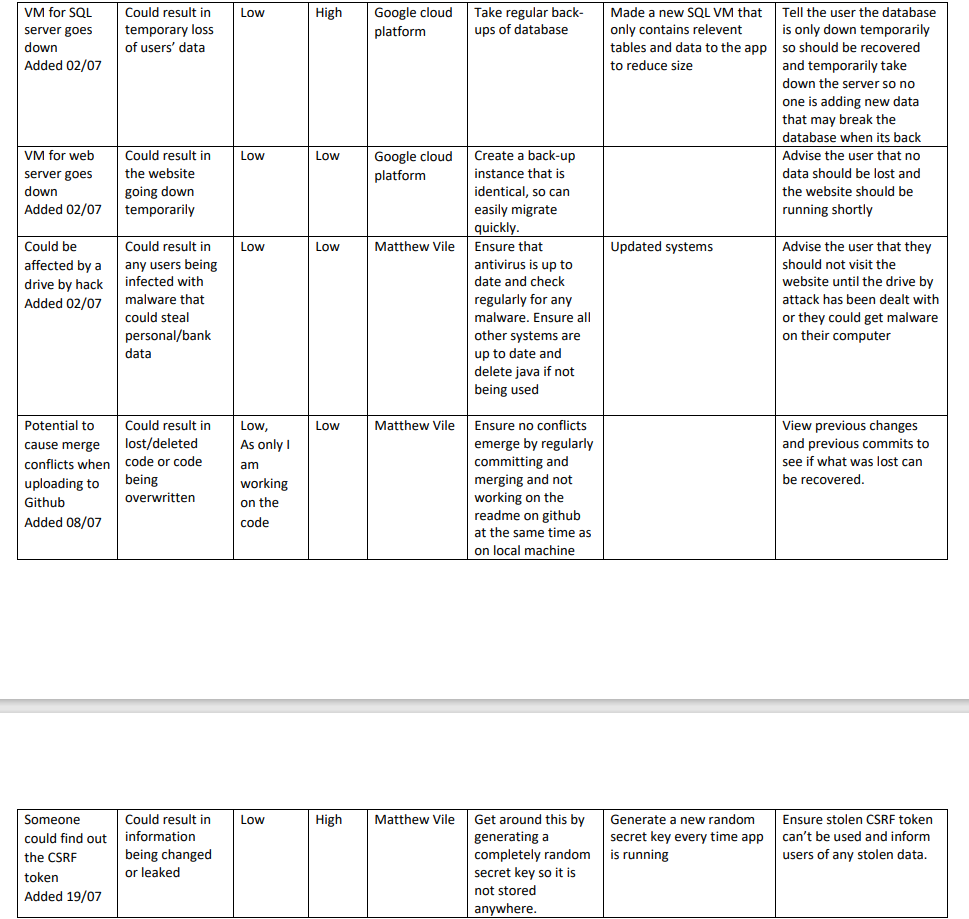 VM for SQL
server goes
down
Added 02/07
Could result in
temporary loss
of users’ data
Low
High
Google cloud
platform
Take regular back-
ups of database
Made a new SQL VM that
only contains relevent
tables and data to the app
to reduce size
Tell the user the database
is only down temporarily
so should be recovered
and temporarily take
down the server so no
one is adding new data
that may break the
database when its back
VM for web
server goes
down
Added 02/07
Could result in
the website
going down
temporarily
Low
Low
Google cloud
platform
Create a back-up
instance that is
identical, so can
easily migrate
quickly.
Advise the user that no
data should be lost and
the website should be
running shortly
Could be
affected by a
drive by hack
Added 02/07
Could result in
any users being
infected with
malware that
could steal
personal/bank
data
Low
Low
Matthew Vile
Ensure that
antivirus is up to
date and check
regularly for any
malware. Ensure all
other systems are
up to date and
delete java if not
being used
Updated systems
Advise the user that they
should not visit the
website until the drive by
attack has been dealt with
or they could get malware
on their computer
Potential to
cause merge
conflicts when
uploading to
Github
Added 08/07
Could result in
lost/deleted
code or code
being
overwritten
Low,
As only I
am
working
on the
code
Low
Matthew Vile
Ensure no conflicts
emerge by regularly
committing and
merging and not
working on the
readme on github
at the same time as
on local machine
View previous changes
and previous commits to
see if what was lost can
be recovered.
Someone
could find out
the CSRF
token
Added 19/07
Could result in
information
being changed
or leaked
Low
High
Matthew Vile
Get around this by
generating a
completely random
secret key so it is
not stored
anywhere.
Generate a new random
secret key every time app
is running
Ensure stolen CSRF token
can’t be used and inform
users of any stolen data.